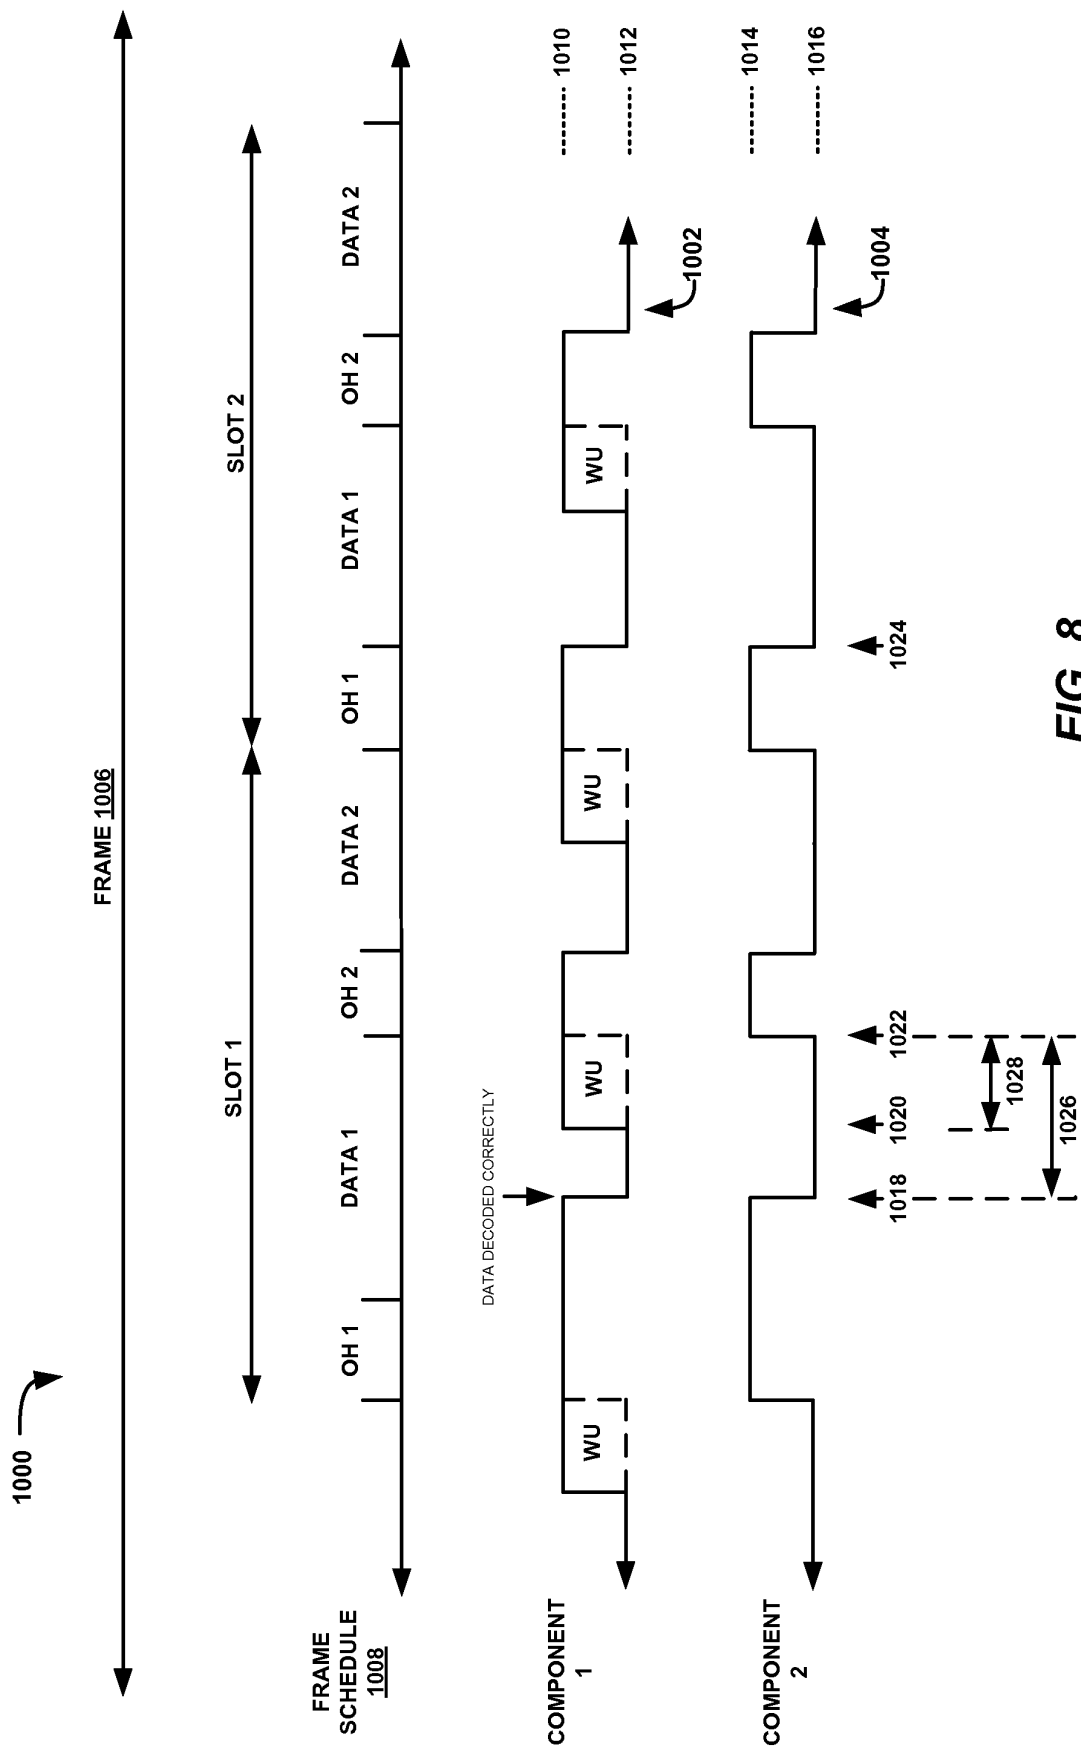 1000
FRAME 1006
SLOT 1
SLOT 2
FRAME
SCHEDULE
1008
OH 1
DATA 1
OH 2
DATA 2
OH 1
DATA 1
OH 2
DATA 2
DATA DECODED CORRECTLY
COMPONENT
1
WU
WU
WU
WU
1002
1010
1012
COMPONENT
2
1004
1014
1016
1018
1020
1022
1024
1028
1026
FIG. 8